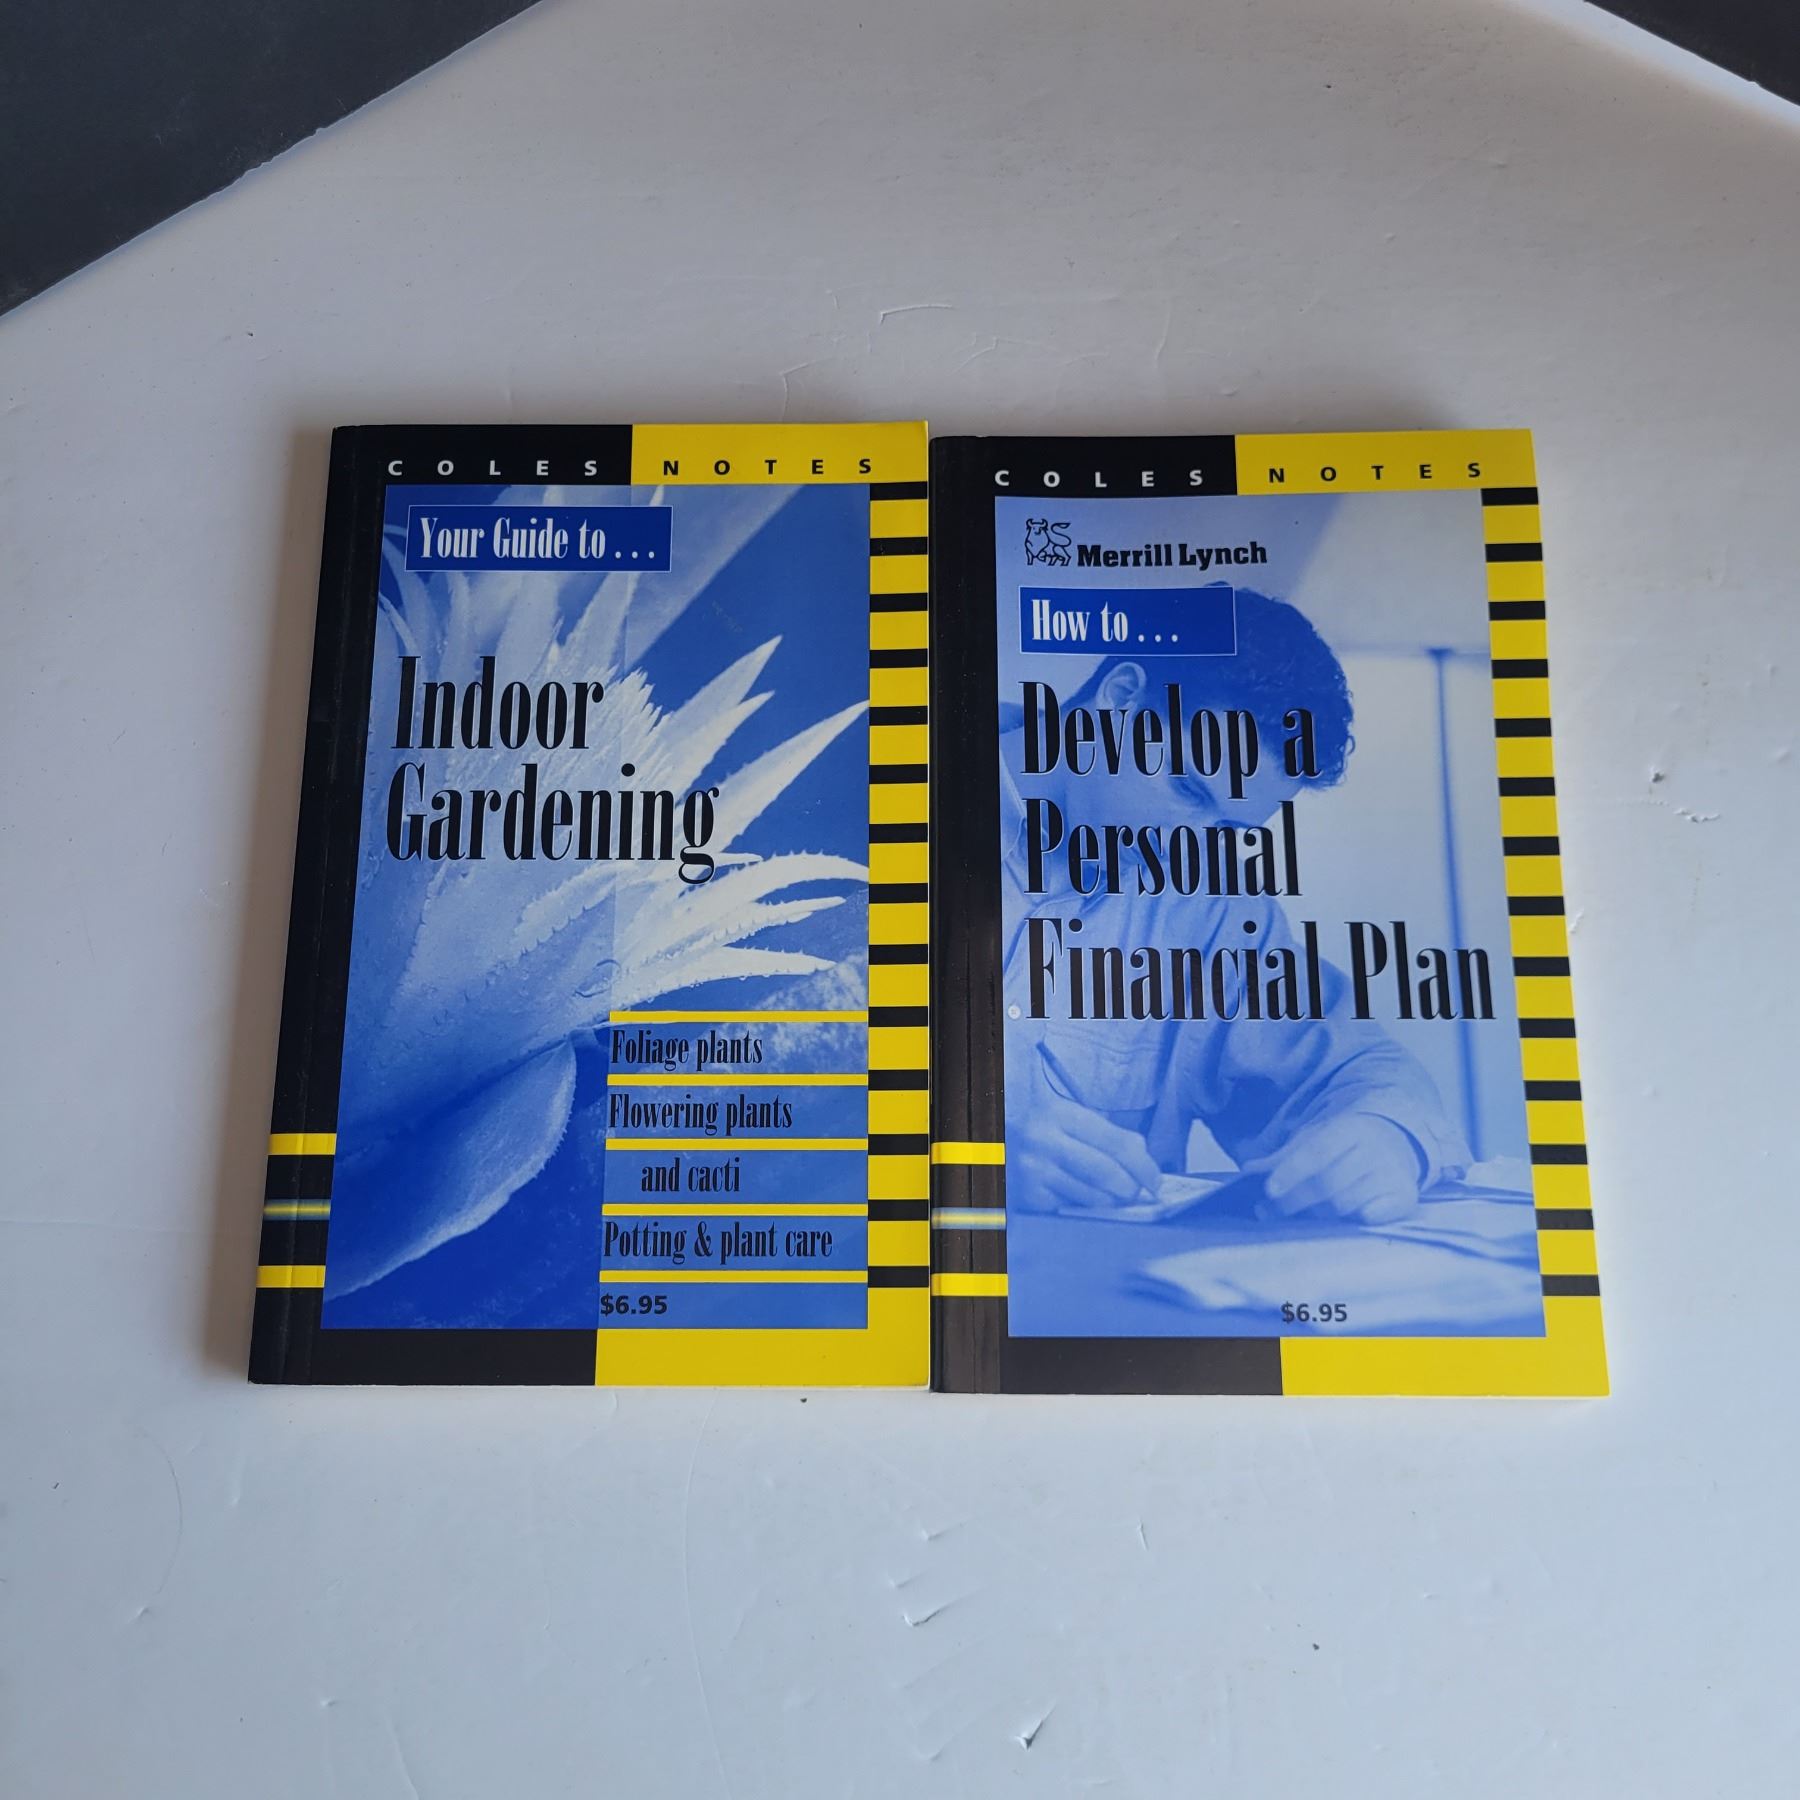 COLES NOTES
Your Guide to...
Indoor
Gardening
Foliage plants
Flowering plants
and cacti
Potting & plant care
$6.95
COLES NOTES
Merrill Lynch
How to...
Develop a
Personal
Financial Plan
$6.95